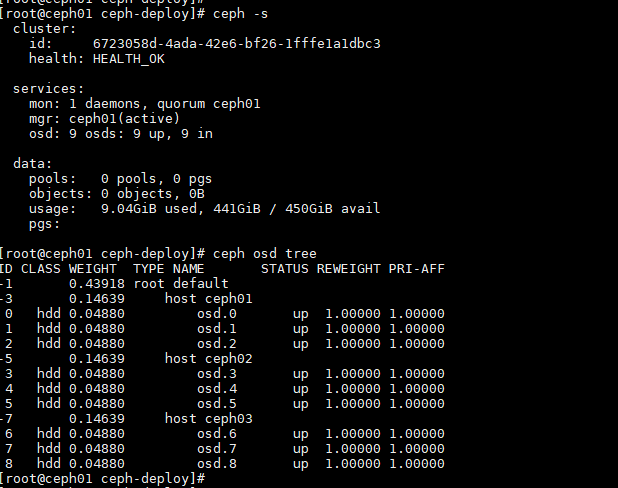 [root@ceph01 ceph-deploy]# ceph -s
  cluster:
    id:     6723058d-4ada-42e6-bf26-1fffe1a1dbc3
    health: HEALTH_OK

  services:
    mon: 1 daemons, quorum ceph01
    mgr: ceph01(active)
    osd: 9 osds: 9 up, 9 in

  data:
    pools:   0 pools, 0 pgs
    objects: 0 objects, 0B
    usage:   9.04GiB used, 441GiB / 450GiB avail
    pgs:

[root@ceph01 ceph-deploy]# ceph osd tree
ID CLASS WEIGHT  TYPE NAME       STATUS REWEIGHT PRI-AFF
-1       0.43918 root default
-3       0.14639     host ceph01
 0   hdd 0.04880         osd.0       up  1.00000 1.00000
 1   hdd 0.04880         osd.1       up  1.00000 1.00000
 2   hdd 0.04880         osd.2       up  1.00000 1.00000
-5       0.14639     host ceph02
 3   hdd 0.04880         osd.3       up  1.00000 1.00000
 4   hdd 0.04880         osd.4       up  1.00000 1.00000
 5   hdd 0.04880         osd.5       up  1.00000 1.00000
-7       0.14639     host ceph03
 6   hdd 0.04880         osd.6       up  1.00000 1.00000
 7   hdd 0.04880         osd.7       up  1.00000 1.00000
 8   hdd 0.04880         osd.8       up  1.00000 1.00000
[root@ceph01 ceph-deploy]#